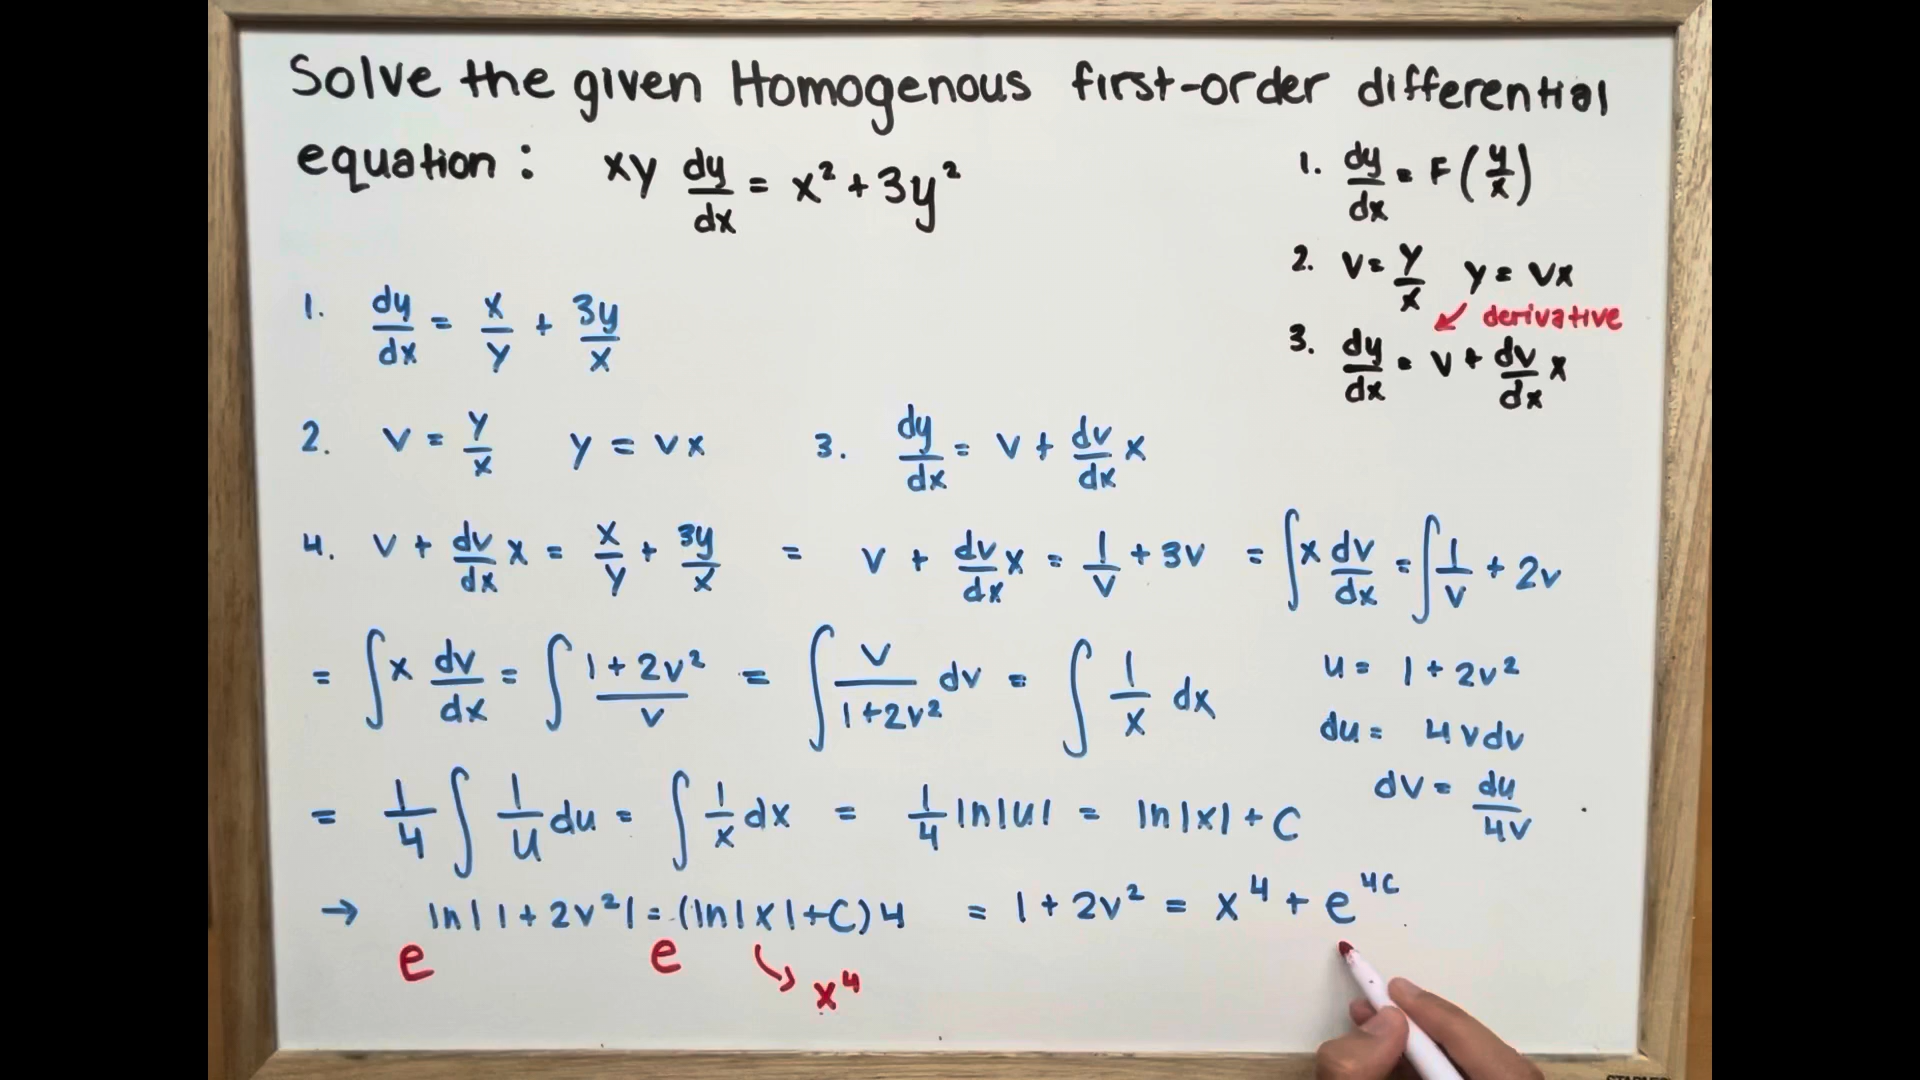 Solve the given Homogenous first-order differential
equation: xy dy/dx = x² + 3y²
1. dy/dx = F(y/x)
2. v = y/x y = vx
derivative
3. dy/dx = v + dv/dx x
1. dy/dx = x/y + 3y/x
2. v = y/x y = vx 3. dy/dx = v + dv/dx x
4. v + dv/dx x = x/y + 3y/x = v + dv/dx x = 1/v + 3v = ∫ x dv/dx = ∫ 1/v + 2v
= ∫ x dv/dx = ∫ 1+2v²/v = ∫ v/1+2v² dv = ∫ 1/x dx
u = 1 + 2v²
du = 4vdv
dv = du/4v
= 1/4 ∫ 1/u du = ∫ 1/x dx = 1/4 ln|u| = ln|x| + C
→ ln|1+2v²| = (ln|x|+C)4 = 1 + 2v² = x⁴ + e⁴ᶜ
e e x⁴